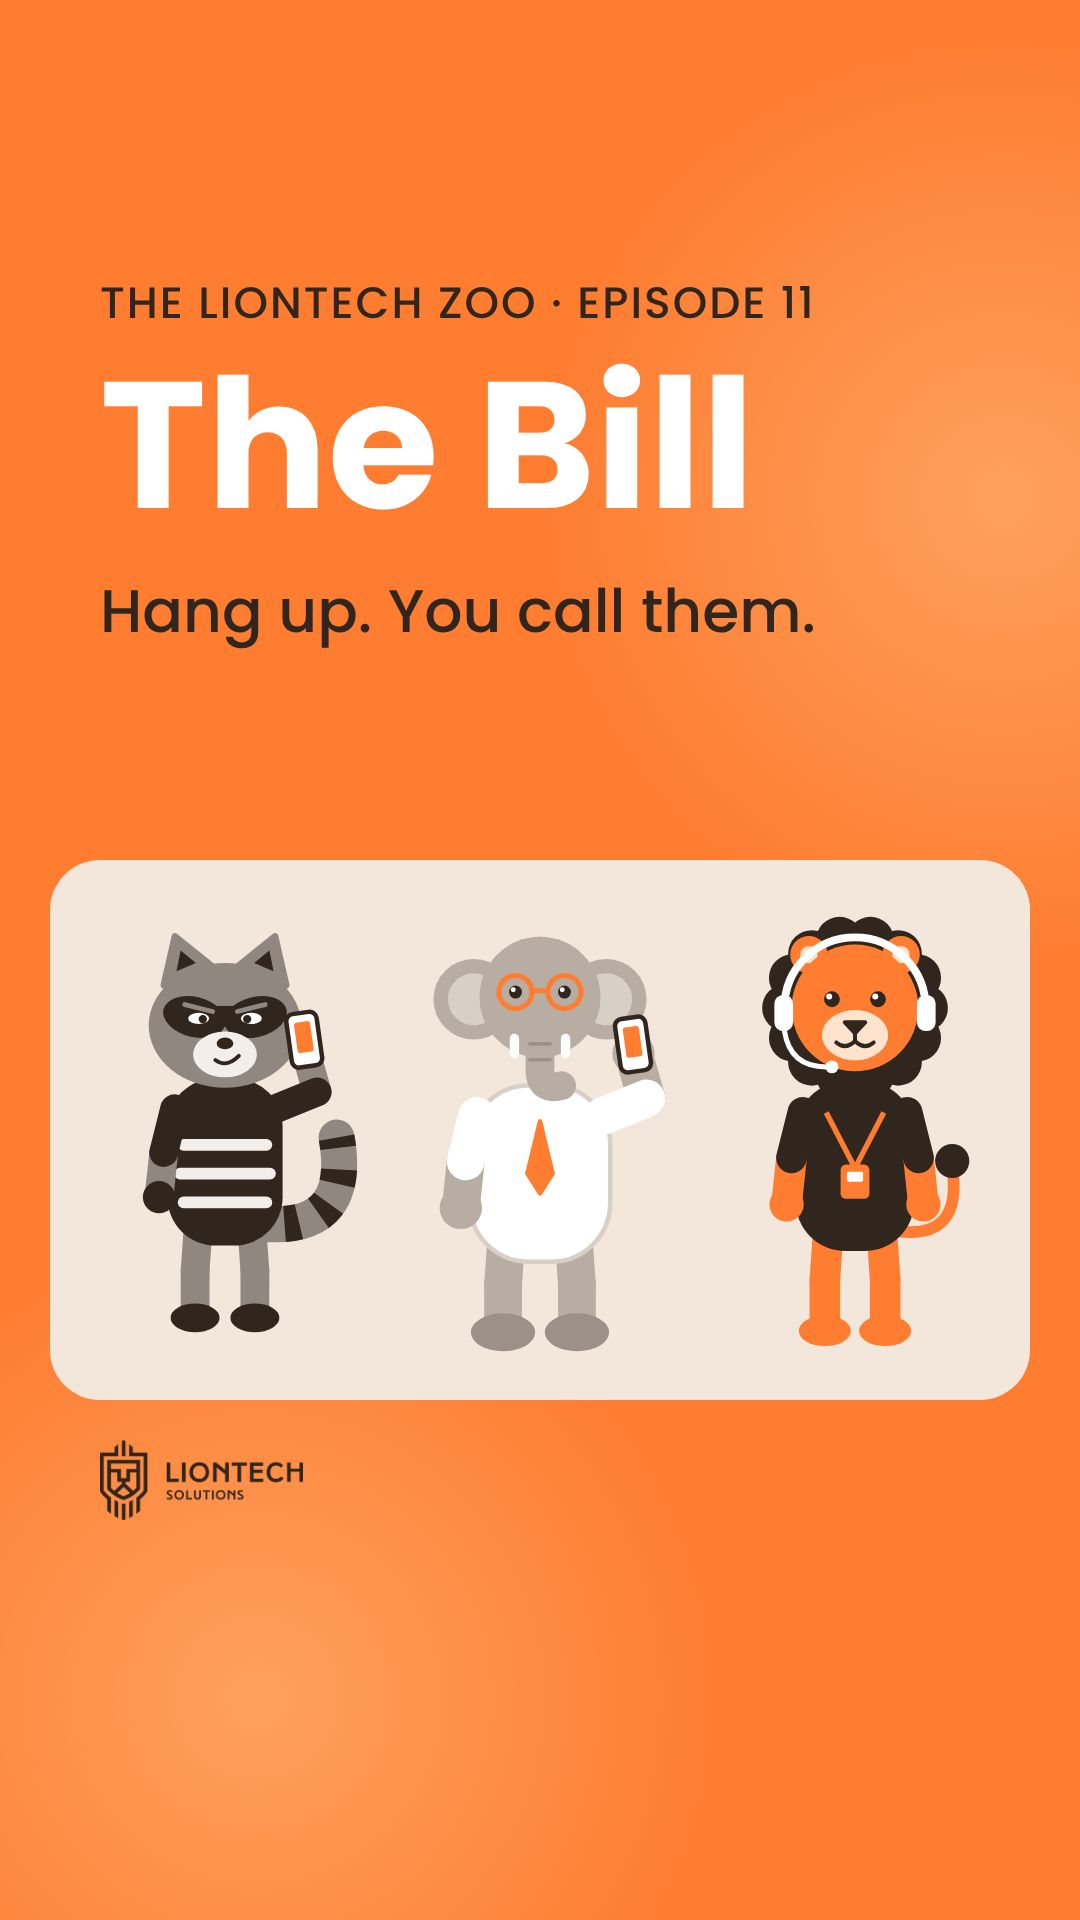 THE LIONTECH ZOO · EPISODE 11
The Bill
Hang up. You call them.
LIONTECH
SOLUTIONS